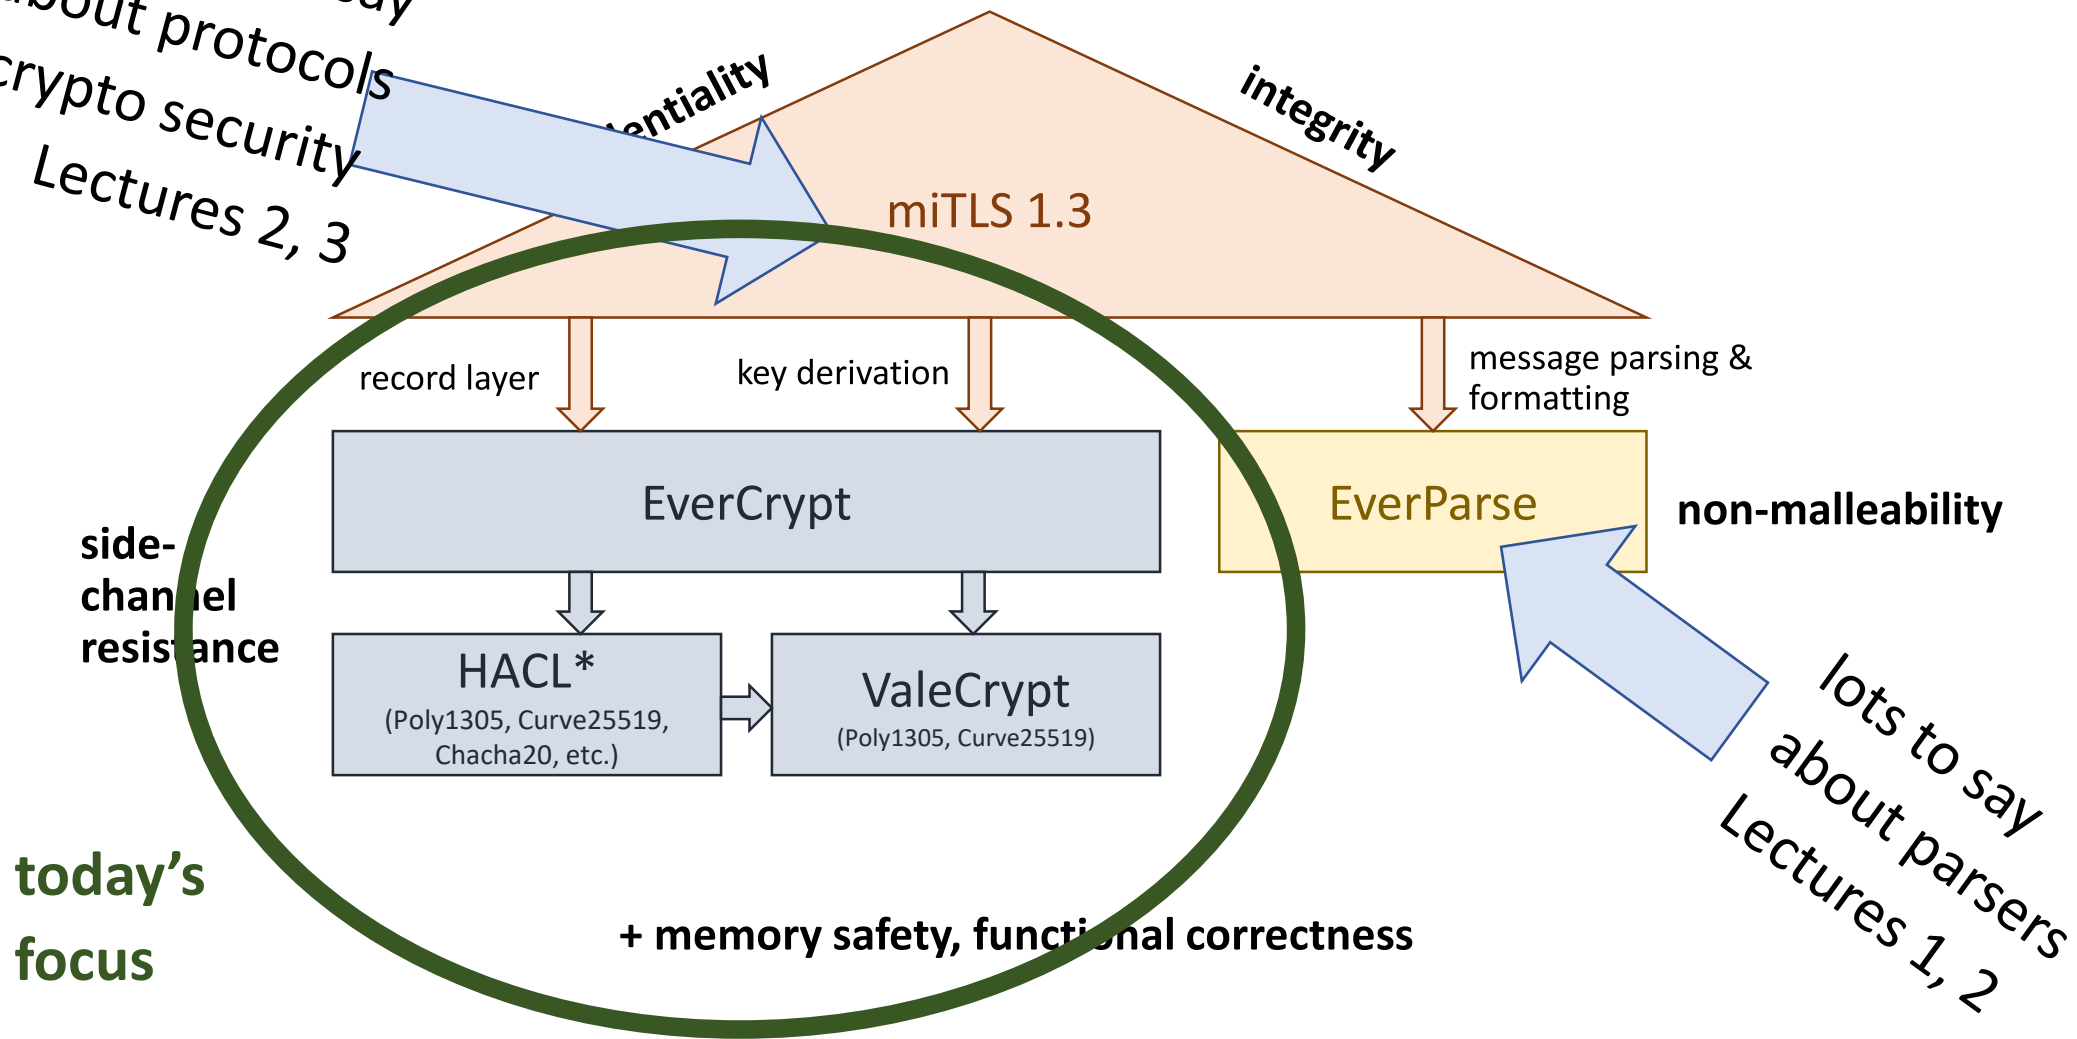 say
about protocols
crypto security
Lectures 2, 3
integrity
miTLS 1.3
record layer
key derivation
message parsing &
formatting
EverCrypt
EverParse
non-malleability
side-
channel
resistance
HACL*
(Poly1305, Curve25519,
Chacha20, etc.)
ValeCrypt
(Poly1305, Curve25519)
lots to say
about parsers
Lectures 1, 2
today’s
focus
+ memory safety, functional correctness